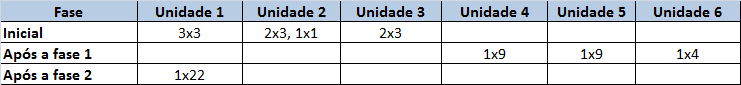 Fase Unidade 1 Unidade 2 Unidade 3 Unidade 4 Unidade 5 Unidade 6
Inicial 3x3 2x3, 1x1 2x3
Após a fase 1 1x9 1x9 1x4
Após a fase 2 1x22